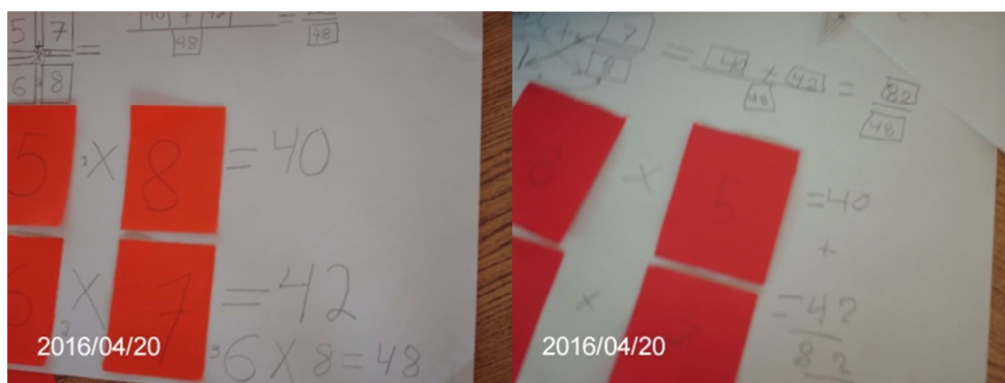 5 7 = 40 + 42 / 48 = 48
6 8
5 × 8 = 40
6 × 7 = 42
6 × 8 = 48
2016/04/20
7 / 8 = 40 + 42 / 48 = 82 / 48
8 × 5 = 40
+
× = 42
82
2016/04/20